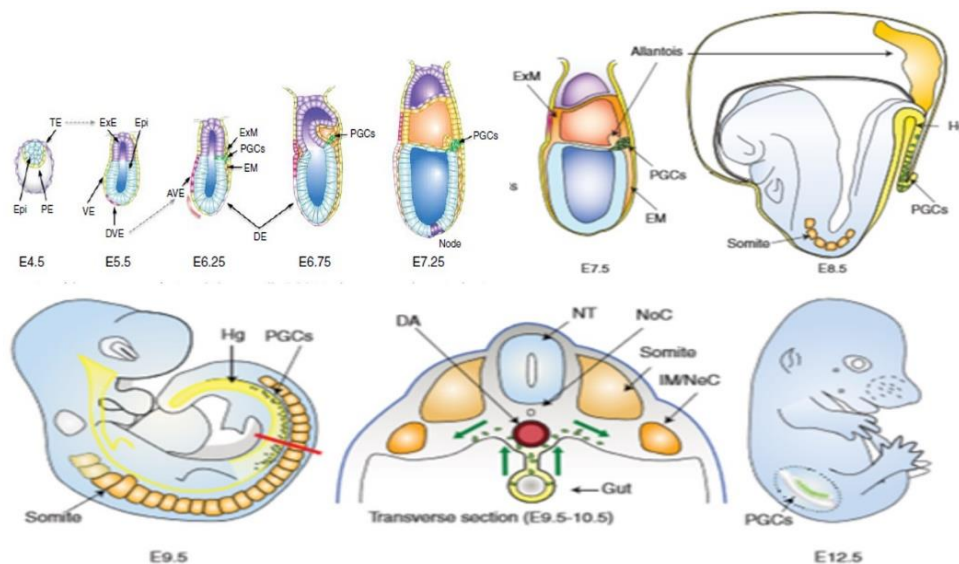 TE
ExE
Epi
Epi
PE
VE
DVE
ExM
PGCs
EM
AVE
DE
PGCs
PGCs
Node
E4.5
E5.5
E6.25
E6.75
E7.25
Allantois
ExM
PGCs
EM
E7.5
PGCs
Somite
E8.5
Hg
PGCs
Somite
E9.5
DA
NT
NoC
Somite
IM/NeC
Gut
Transverse section (E9.5-10.5)
PGCs
E12.5